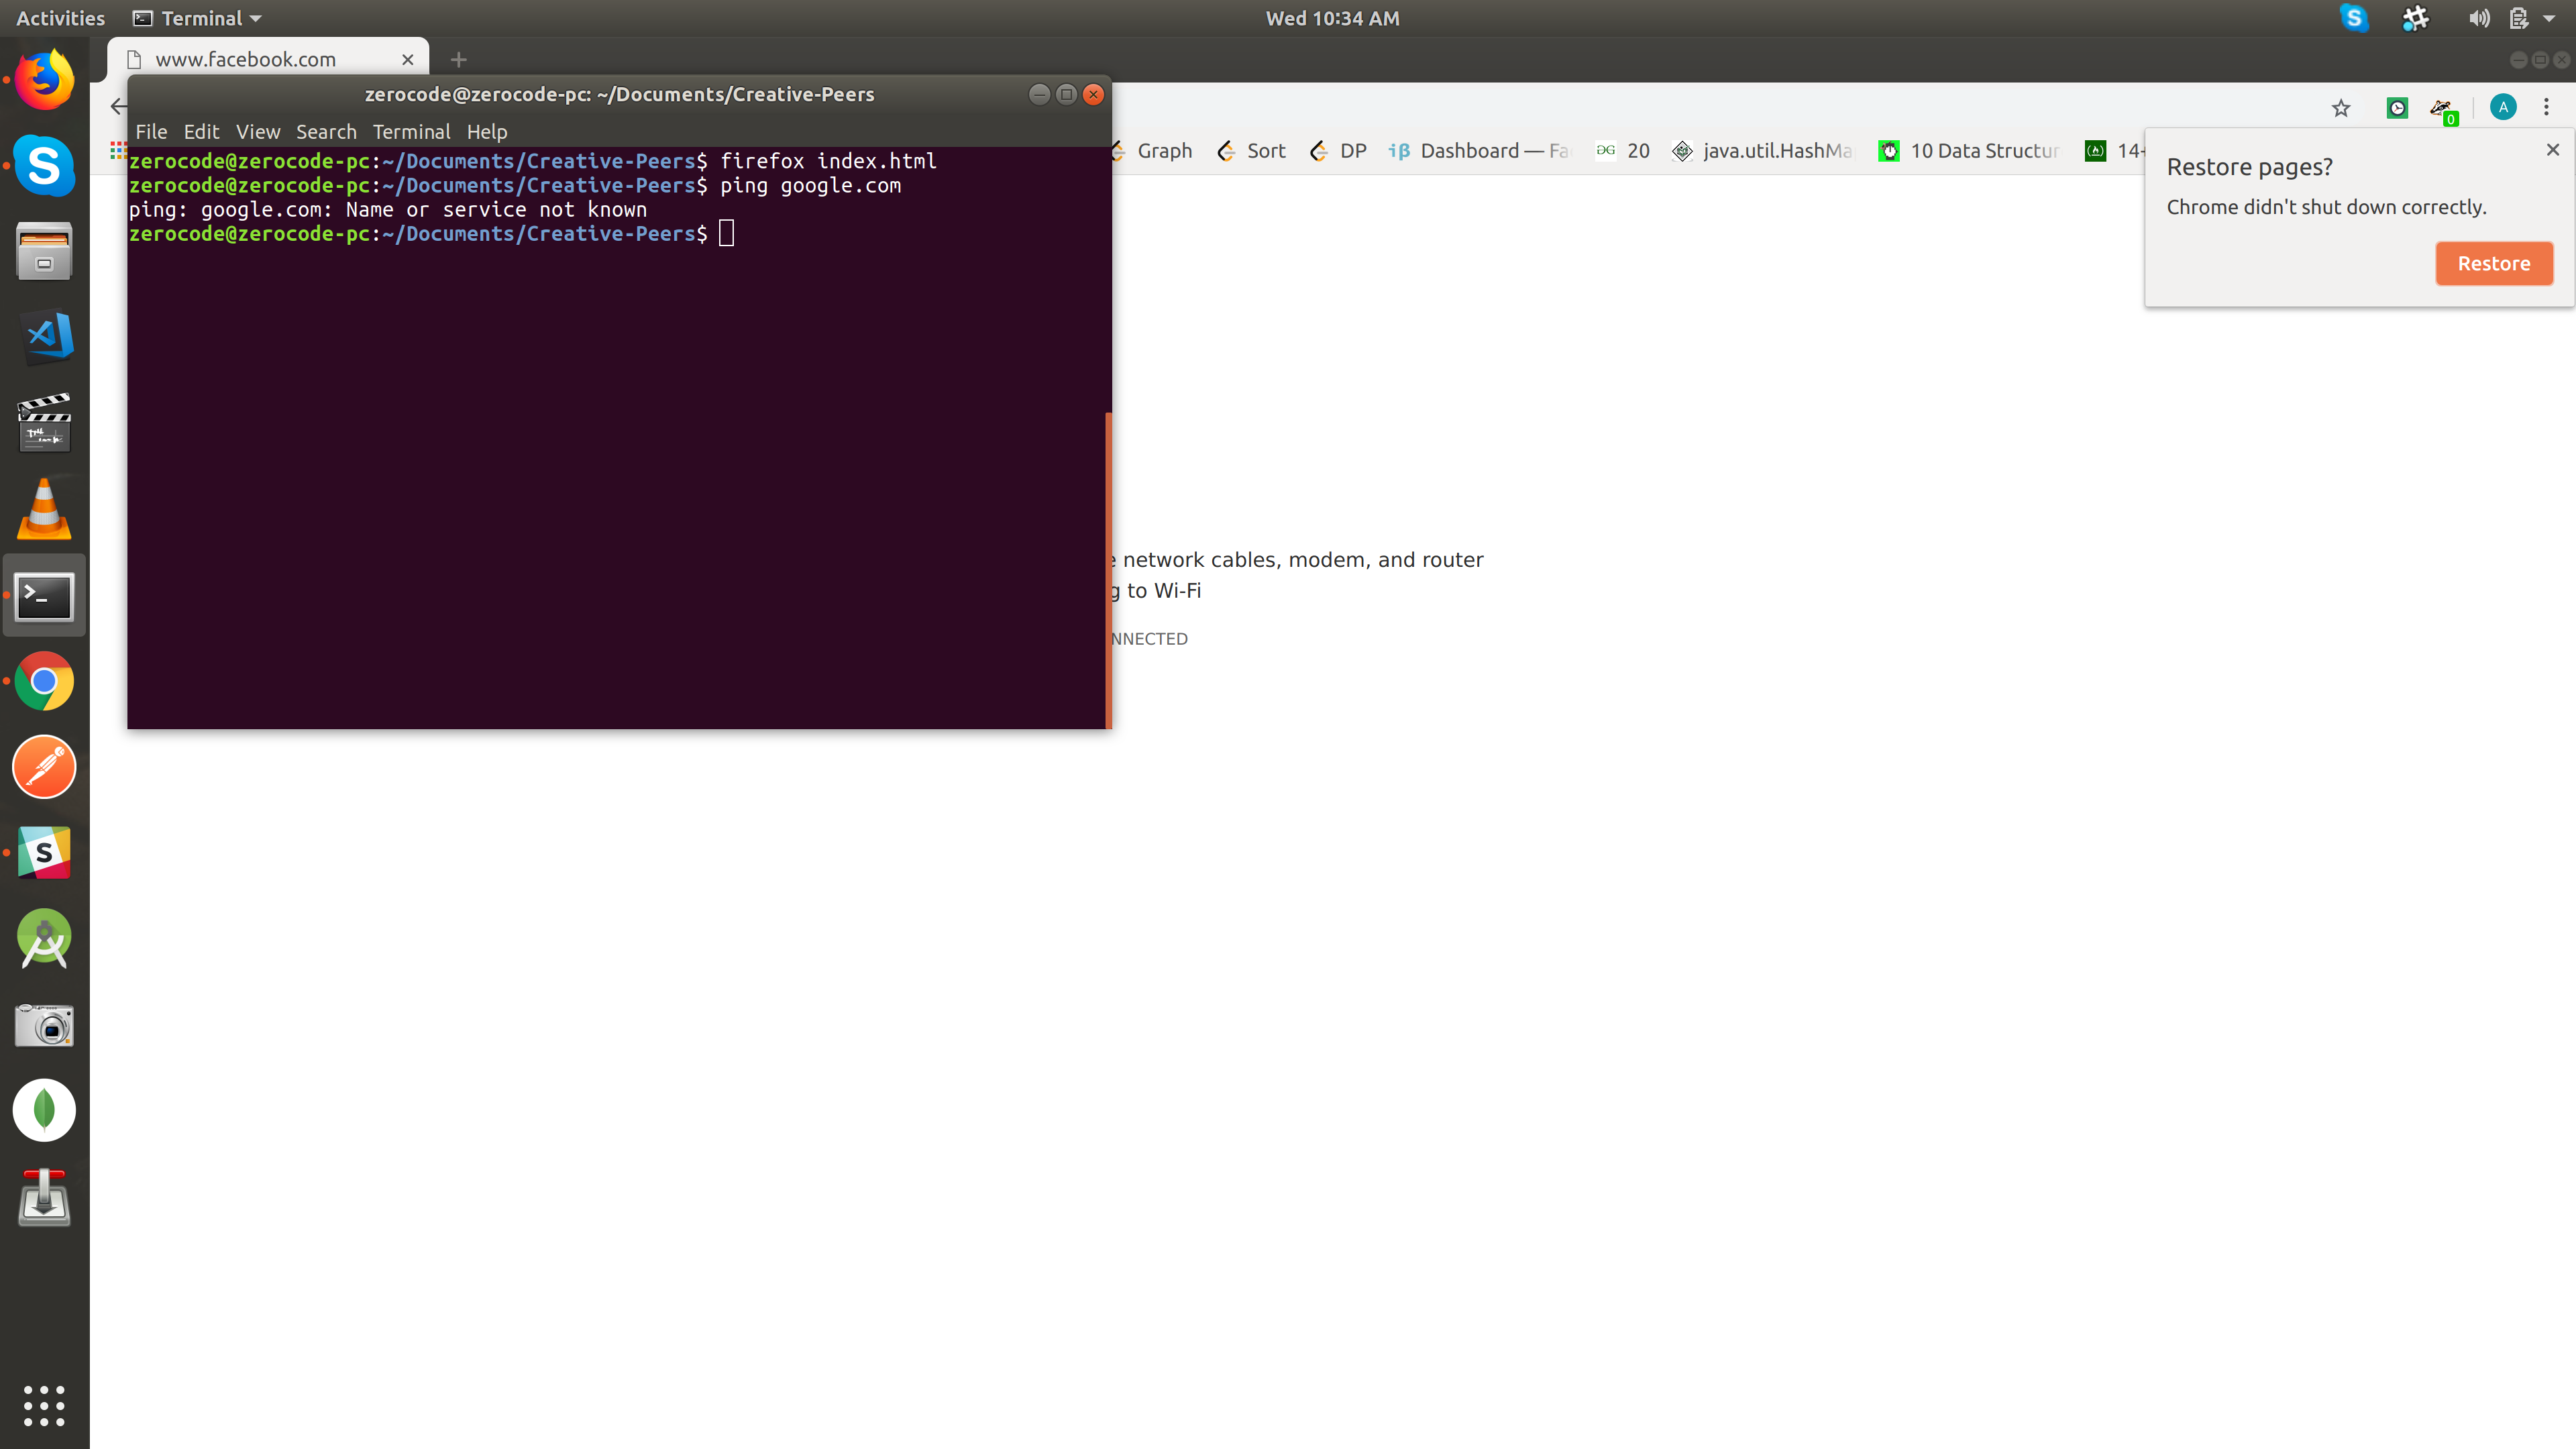 Activities Terminal Wed 10:34 AM
www.facebook.com
zerocode@zerocode-pc: ~/Documents/Creative-Peers
A
0
File Edit View Search Terminal Help
Graph Sort DP Dashboard — Fa 20 java.util.HashMa 10 Data Structur 14+
zerocode@zerocode-pc:~/Documents/Creative-Peers$ firefox index.html
zerocode@zerocode-pc:~/Documents/Creative-Peers$ ping google.com
ping: google.com: Name or service not known
zerocode@zerocode-pc:~/Documents/Creative-Peers$
Restore pages?
Chrome didn't shut down correctly.
Restore
e network cables, modem, and router
g to Wi-Fi
NNECTED